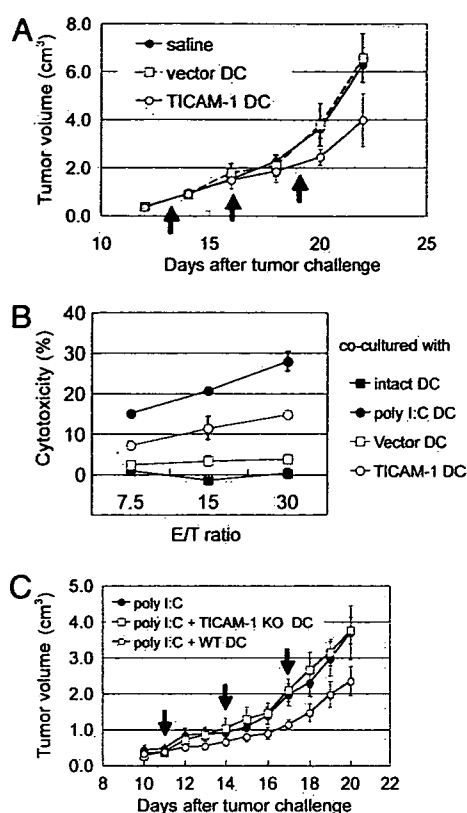 A
Tumor volume (cm3)
8.0
6.0
4.0
2.0
0.0
saline
vector DC
TICAM-1 DC
10
15
20
25
Days after tumor challenge
B
Cytotoxicity (%)
40
30
20
10
0
7.5
15
30
E/T ratio
co-cultured with
intact DC
poly I:C DC
Vector DC
TICAM-1 DC
C
Tumor volume (cm3)
5.0
4.0
3.0
2.0
1.0
0.0
poly I:C
poly I:C + TICAM-1 KO DC
poly I:C + WT DC
8
10
12
14
16
18
20
22
Days after tumor challenge